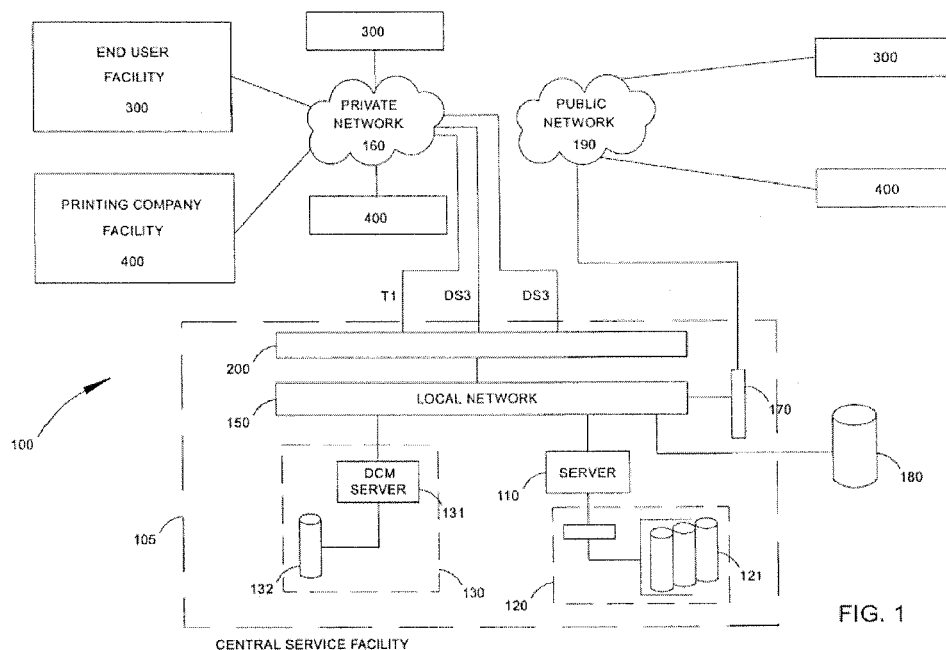 END USER
FACILITY
300
300
PRIVATE
NETWORK
160
PUBLIC
NETWORK
190
300
PRINTING COMPANY
FACILITY
400
400
400
T1
DS3
DS3
200
LOCAL NETWORK
150
170
100
DCM
SERVER
131
SERVER
110
180
105
132
130
120
121
FIG. 1
CENTRAL SERVICE FACILITY